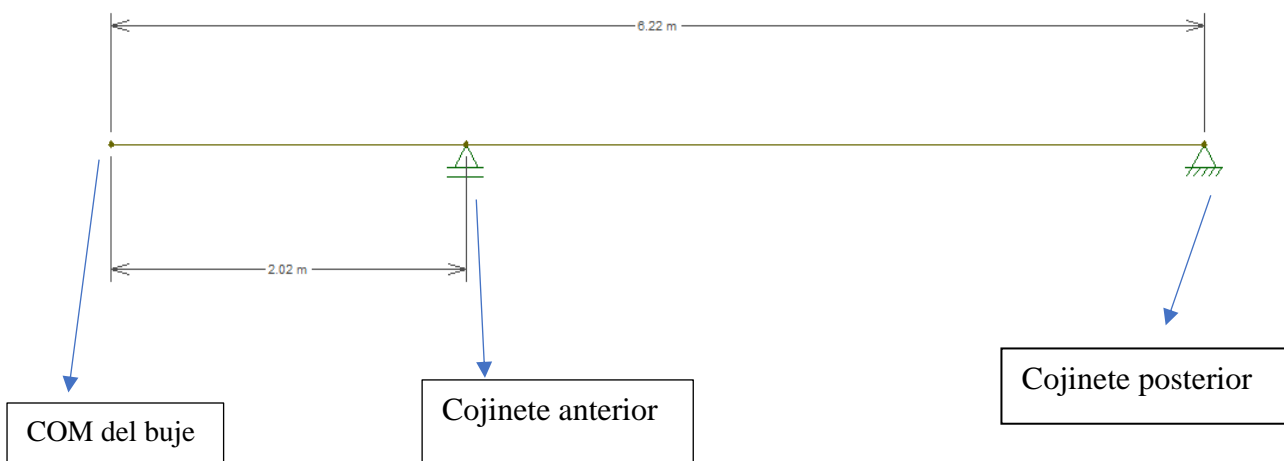 6.22 m
2.02 m
COM del buje
Cojinete anterior
Cojinete posterior